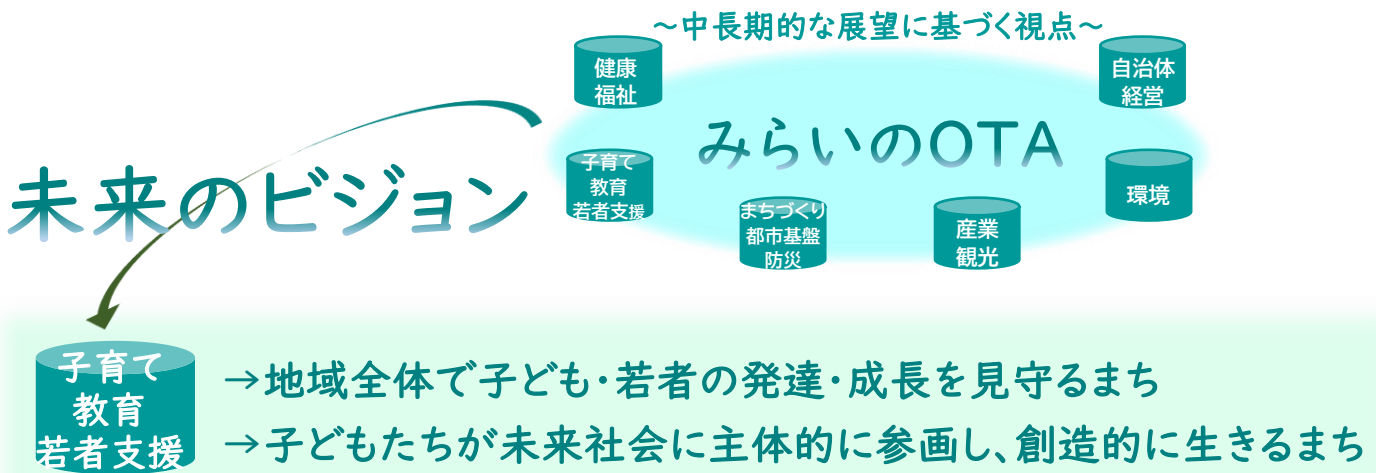 ~中長期的な展望に基づく視点~
健康
福祉
自治体
経営
みらいのOTA
子育て
教育
若者支援
環境
まちづくり
都市基盤
防災
産業
観光
未来のビジョン
子育て
教育
若者支援
→地域全体で子ども・若者の発達・成長を見守るまち
→子どもたちが未来社会に主体的に参画し、創造的に生きるまち